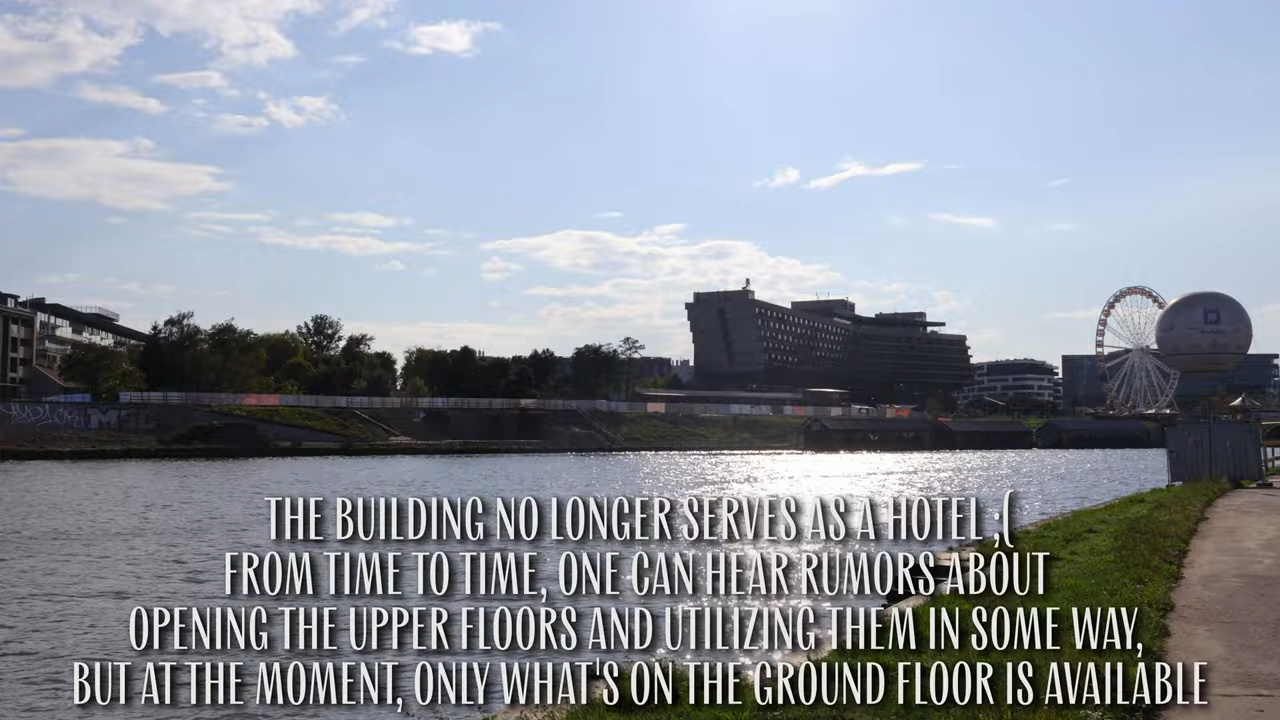 THE BUILDING NO LONGER SERVES AS A HOTEL ;(
FROM TIME TO TIME, ONE CAN HEAR RUMORS ABOUT
OPENING THE UPPER FLOORS AND UTILIZING THEM IN SOME WAY,
BUT AT THE MOMENT, ONLY WHAT'S ON THE GROUND FLOOR IS AVAILABLE